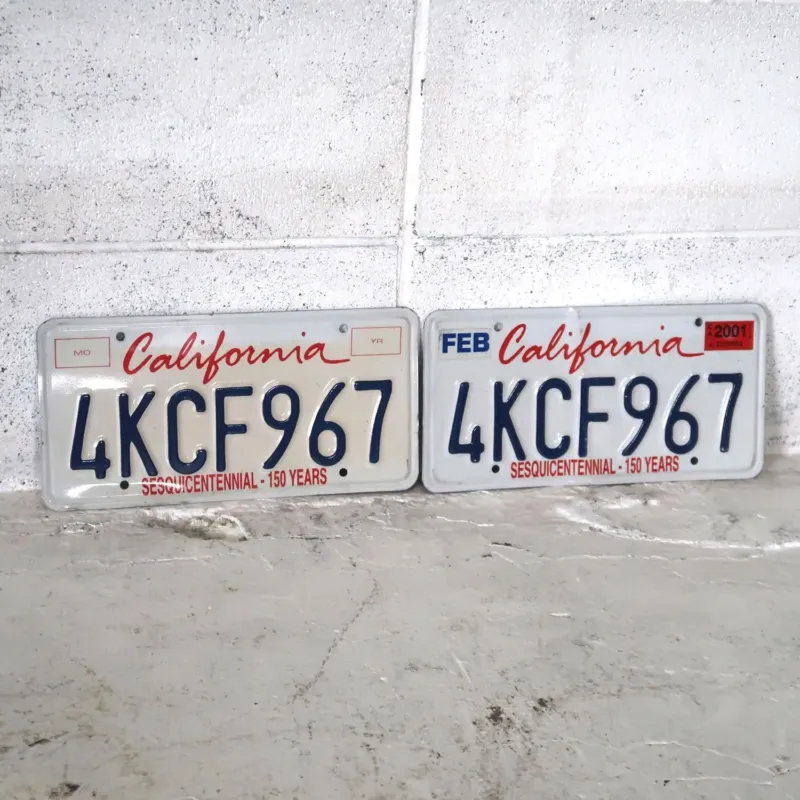 MO California YR
4KCF967
SESQUICENTENNIAL - 150 YEARS
FEB California 2001
4KCF967
SESQUICENTENNIAL - 150 YEARS